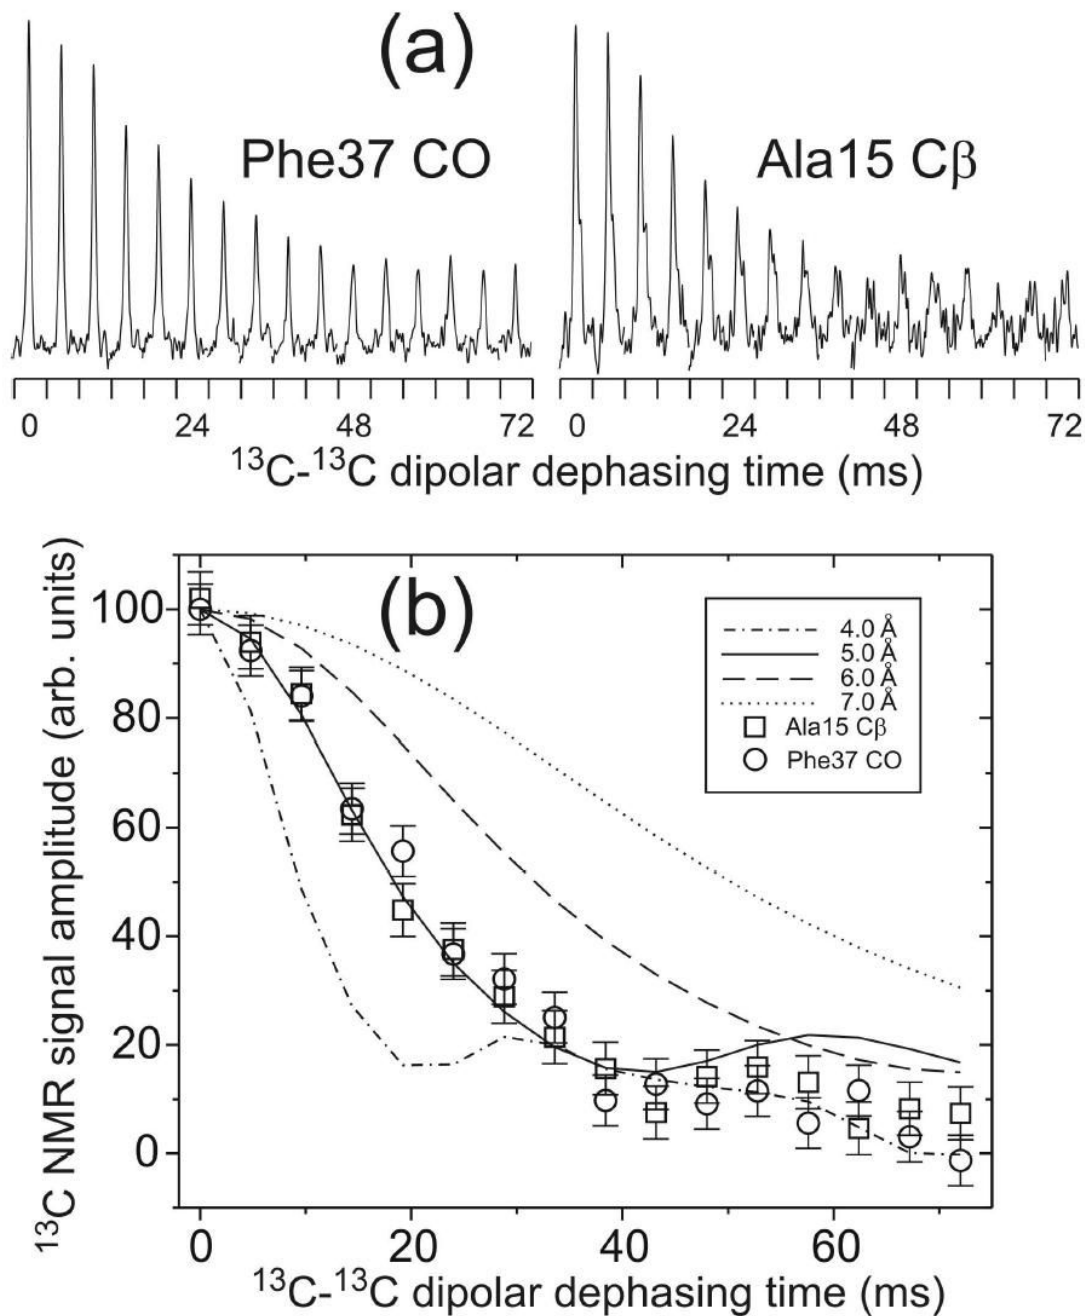 (a)
Phe37 CO
Ala15 Cβ
0 24 48 72
0 24 48 72
¹³C-¹³C dipolar dephasing time (ms)
(b)
¹³C NMR signal amplitude (arb. units)
100
80
60
40
20
0
4.0 Å
5.0 Å
6.0 Å
7.0 Å
Ala15 Cβ
Phe37 CO
0 20 40 60
¹³C-¹³C dipolar dephasing time (ms)